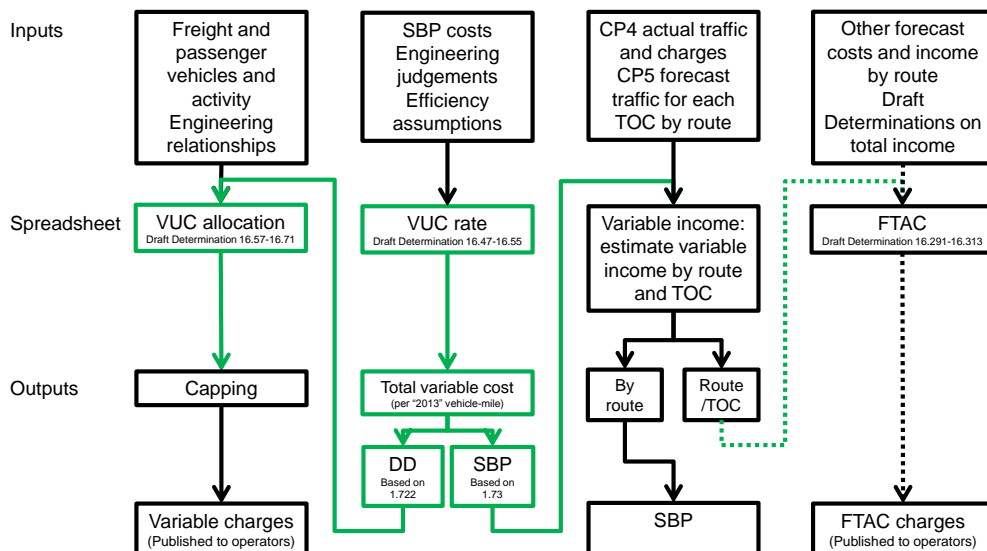 Inputs
Freight and
passenger
vehicles and
activity
Engineering
relationships
SBP costs
Engineering
judgements
Efficiency
assumptions
CP4 actual traffic
and charges
CP5 forecast
traffic for each
TOC by route
Other forecast
costs and income
by route
Draft
Determinations on
total income
Spreadsheet
VUC allocation
Draft Determination 16.57-16.71
VUC rate
Draft Determination 16.47-16.55
Variable income:
estimate variable
income by route
and TOC
FTAC
Draft Determination 16.291-16.313
Outputs
Capping
Total variable cost
(per “2013” vehicle-mile)
By
route
Route
/TOC
DD
Based on
1.722
SBP
Based on
1.73
Variable charges
(Published to operators)
SBP
FTAC charges
(Published to operators)